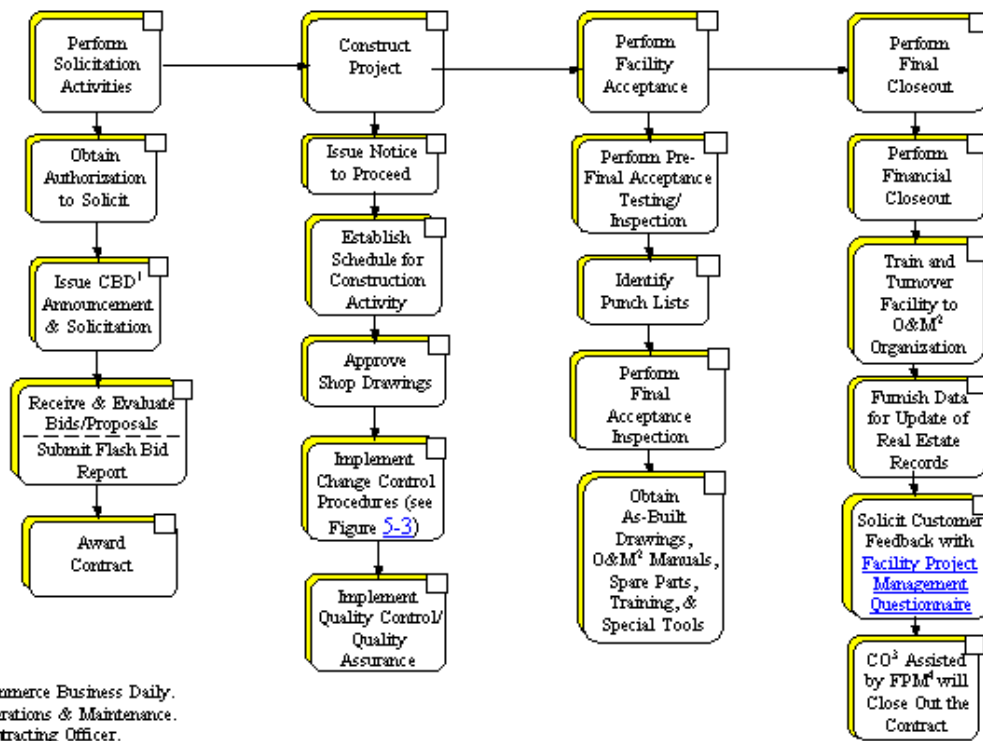 Perform
Solicitation
Activities
Obtain
Authorization
to Solicit
Issue CBD¹
Announcement
& Solicitation
Receive & Evaluate
Bids/Proposals
Submit Flash Bid
Report
Award
Contract
Construct
Project
Issue Notice
to Proceed
Establish
Schedule for
Construction
Activity
Approve
Shop Drawings
Implement
Change Control
Procedures (see
Figure 5-3)
Implement
Quality Control/
Quality
Assurance
Perform
Facility
Acceptance
Perform Pre-
Final Acceptance
Testing/
Inspection
Identify
Punch Lists
Perform
Final
Acceptance
Inspection
Obtain
As-Built
Drawings,
O&M² Manuals,
Spare Parts,
Training, &
Special Tools
Perform
Final
Closeout
Perform
Financial
Closeout
Train and
Turnover
Facility to
O&M²
Organization
Furnish Data
for Update of
Real Estate
Records
Solicit Customer
Feedback with
Facility Project
Management
Questionnaire
CO³ Assisted
by FPM⁴ will
Close Out the
Contract
mmerce Business Daily.
erations & Maintenance.
ntracting Officer.